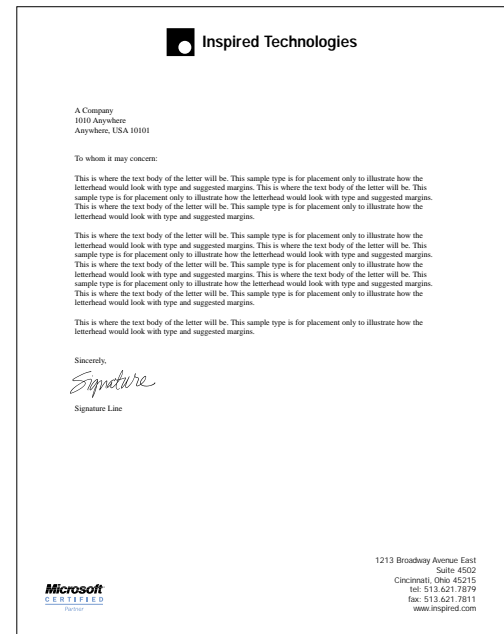 Inspired Technologies
A Company
1010 Anywhere
Anywhere, USA 10101
To whom it may concern:
This is where the text body of the letter will be. This sample type is for placement only to illustrate how the
letterhead would look with type and suggested margins. This is where the text body of the letter will be. This
sample type is for placement only to illustrate how the letterhead would look with type and suggested margins.
This is where the text body of the letter will be. This sample type is for placement only to illustrate how the
letterhead would look with type and suggested margins.
This is where the text body of the letter will be. This sample type is for placement only to illustrate how the
letterhead would look with type and suggested margins. This is where the text body of the letter will be. This
sample type is for placement only to illustrate how the letterhead would look with type and suggested margins.
This is where the text body of the letter will be. This sample type is for placement only to illustrate how the
letterhead would look with type and suggested margins. This is where the text body of the letter will be. This
sample type is for placement only to illustrate how the letterhead would look with type and suggested margins.
This is where the text body of the letter will be. This sample type is for placement only to illustrate how the
letterhead would look with type and suggested margins.
This is where the text body of the letter will be. This sample type is for placement only to illustrate how the
letterhead would look with type and suggested margins.
Sincerely,
Signature
Signature Line
Microsoft
CERTIFIED
Partner
1213 Broadway Avenue East
Suite 4502
Cincinnati, Ohio 45215
tel: 513.621.7879
fax: 513.621.7811
www.inspired.com